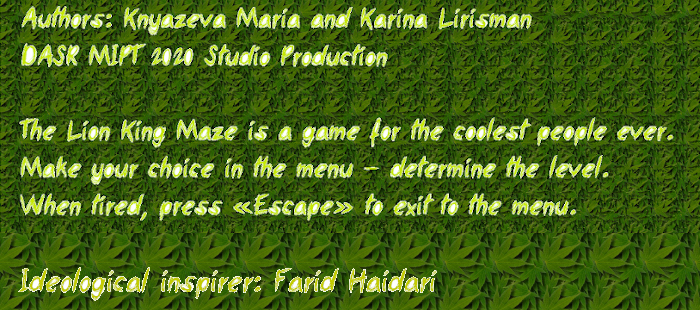 Authors: Knyazeva Maria and Karina Lirisman
DASR MIPT 2020 Studio Production
The Lion King Maze is a game for the coolest people ever.
Make your choice in the menu – determine the level.
When tired, press «Escape» to exit to the menu.
Ideological inspirer: Farid Haidari